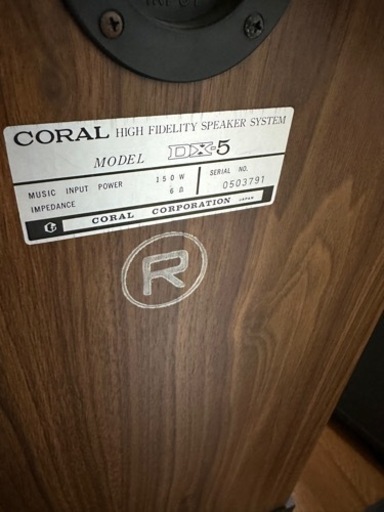 INPUT
CORAL HIGH FIDELITY SPEAKER SYSTEM
MODEL DX-5
MUSIC INPUT POWER 150W
IMPEDANCE 6Ω
SERIAL NO.
0503791
CORAL CORPORATION JAPAN
R